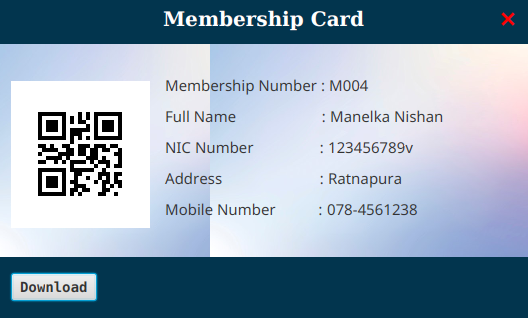 Membership Card
Membership Number : M004
Full Name : Manelka Nishan
NIC Number : 123456789v
Address : Ratnapura
Mobile Number : 078-4561238
Download